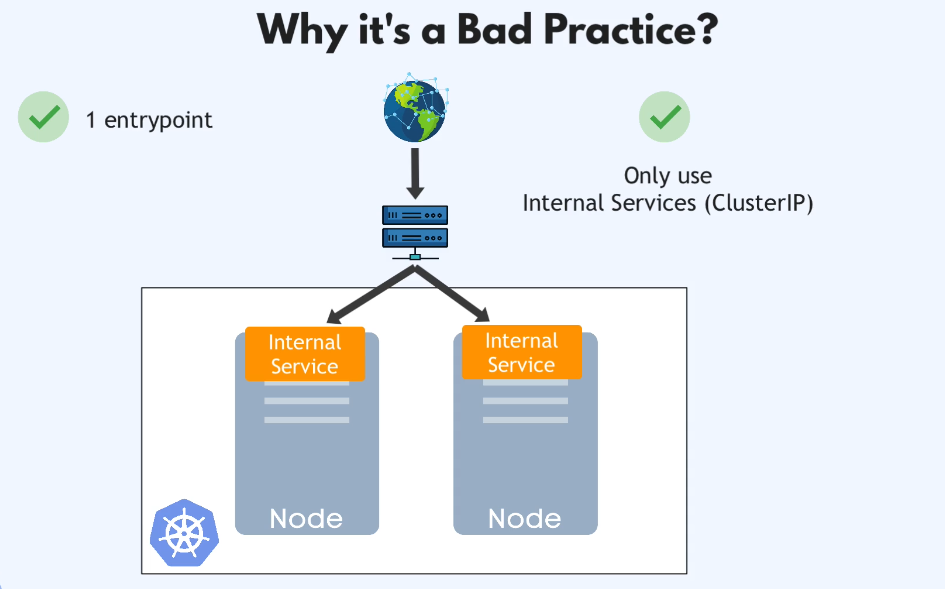 Why it's a Bad Practice?
1 entrypoint
Only use
Internal Services (ClusterIP)
Internal
Service
Internal
Service
Node
Node